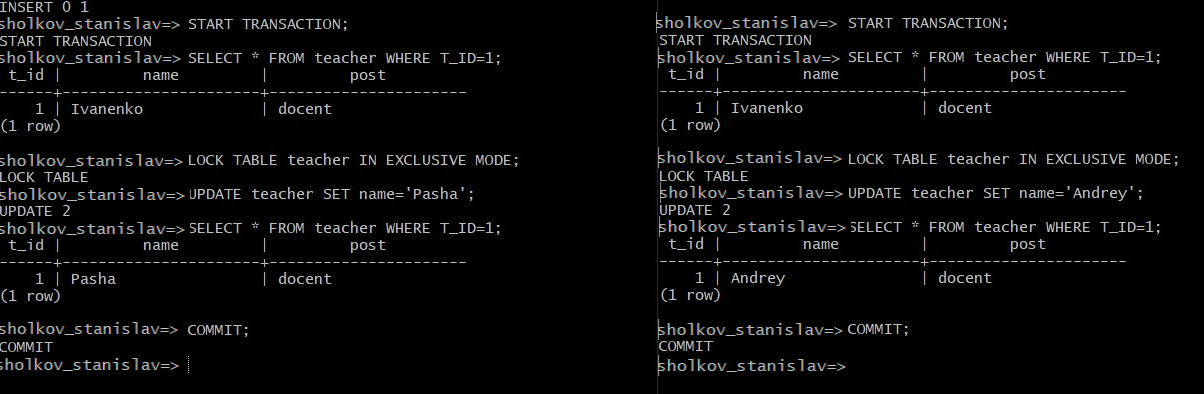 INSERT 0 1
sholkov_stanislav=> START TRANSACTION;
START TRANSACTION
sholkov_stanislav=> SELECT * FROM teacher WHERE T_ID=1;
 t_id |          name          |          post
------+-----------------------+-----------------------
    1 | Ivanenko              | docent
(1 row)

sholkov_stanislav=> LOCK TABLE teacher IN EXCLUSIVE MODE;
LOCK TABLE
sholkov_stanislav=> UPDATE teacher SET name='Pasha';
UPDATE 2
sholkov_stanislav=> SELECT * FROM teacher WHERE T_ID=1;
 t_id |          name          |          post
------+-----------------------+-----------------------
    1 | Pasha                 | docent
(1 row)

sholkov_stanislav=> COMMIT;
COMMIT
sholkov_stanislav=>
sholkov_stanislav=> START TRANSACTION;
START TRANSACTION
sholkov_stanislav=> SELECT * FROM teacher WHERE T_ID=1;
 t_id |          name          |          post
------+-----------------------+-----------------------
    1 | Ivanenko              | docent
(1 row)

sholkov_stanislav=> LOCK TABLE teacher IN EXCLUSIVE MODE;
LOCK TABLE
sholkov_stanislav=> UPDATE teacher SET name='Andrey';
UPDATE 2
sholkov_stanislav=> SELECT * FROM teacher WHERE T_ID=1;
 t_id |          name          |          post
------+-----------------------+-----------------------
    1 | Andrey                | docent
(1 row)

sholkov_stanislav=> COMMIT;
COMMIT
sholkov_stanislav=>